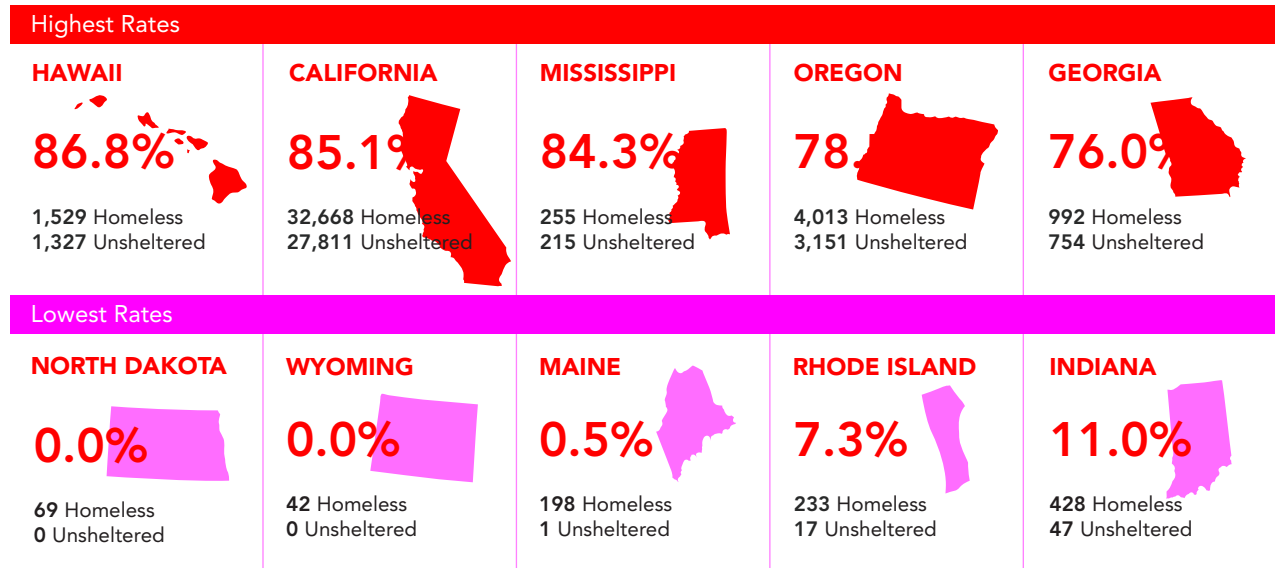 Highest Rates
HAWAII
86.8%
1,529 Homeless
1,327 Unsheltered
CALIFORNIA
85.1%
32,668 Homeless
27,811 Unsheltered
MISSISSIPPI
84.3%
255 Homeless
215 Unsheltered
OREGON
78.
4,013 Homeless
3,151 Unsheltered
GEORGIA
76.0%
992 Homeless
754 Unsheltered
Lowest Rates
NORTH DAKOTA
0.0%
69 Homeless
0 Unsheltered
WYOMING
0.0%
42 Homeless
0 Unsheltered
MAINE
0.5%
198 Homeless
1 Unsheltered
RHODE ISLAND
7.3%
233 Homeless
17 Unsheltered
INDIANA
11.0%
428 Homeless
47 Unsheltered